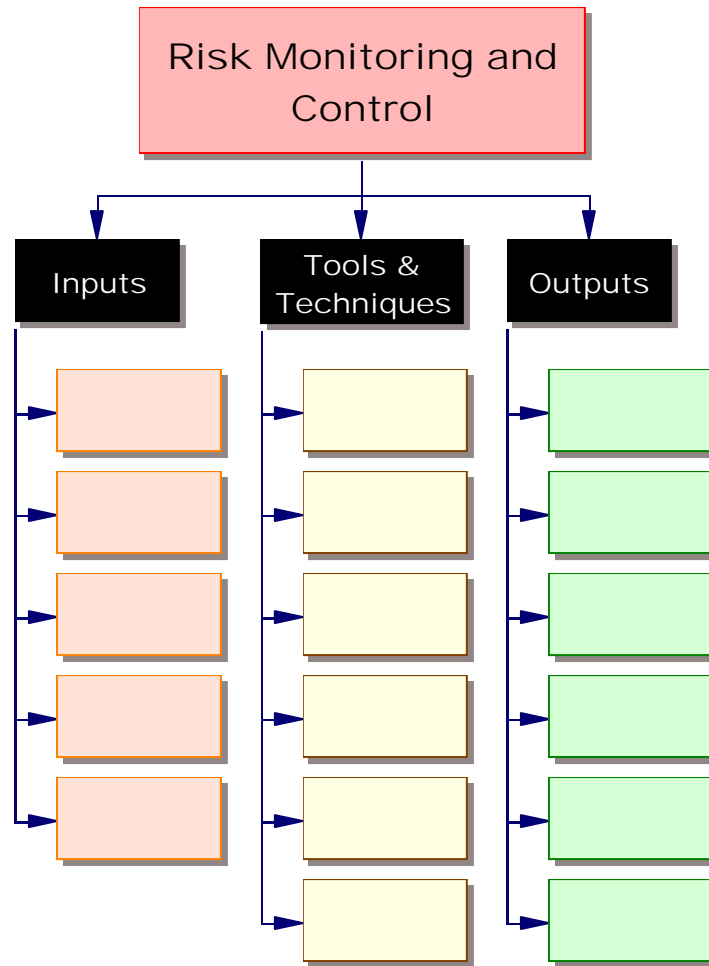 Risk Monitoring and
Control
Inputs
Tools &
Techniques
Outputs